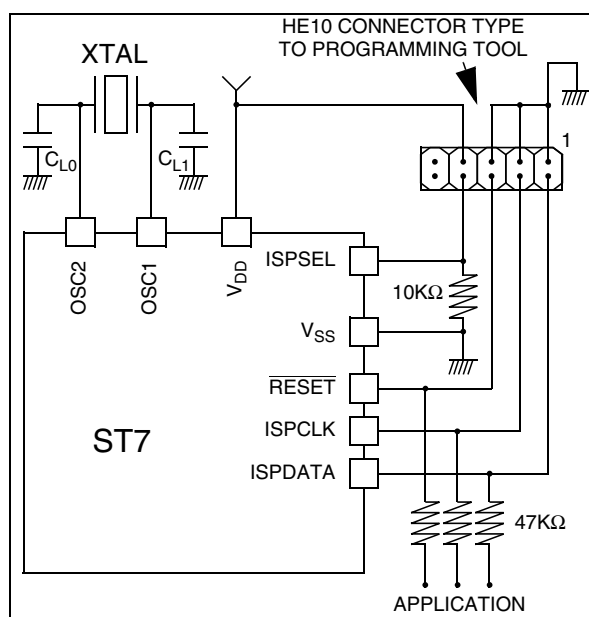 HE10 CONNECTOR TYPE
TO PROGRAMMING TOOL
XTAL
1
CL0
CL1
OSC2
OSC1
VDD
ISPSEL
10KΩ
VSS
RESET
ISPCLK
ST7
ISPDATA
47KΩ
APPLICATION